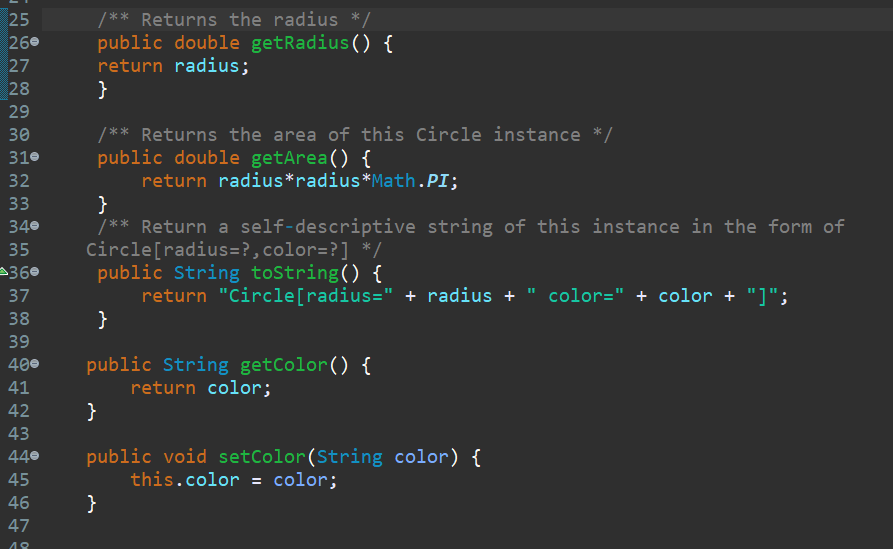 25 /** Returns the radius */
26 public double getRadius() {
27 return radius;
28 }
29
30 /** Returns the area of this Circle instance */
31 public double getArea() {
32 return radius*radius*Math.PI;
33 }
34 /** Return a self-descriptive string of this instance in the form of
35 Circle[radius=?,color=?] */
36 public String toString() {
37 return "Circle[radius=" + radius + " color=" + color + "]";
38 }
39
40 public String getColor() {
41 return color;
42 }
43
44 public void setColor(String color) {
45 this.color = color;
46 }
47
48